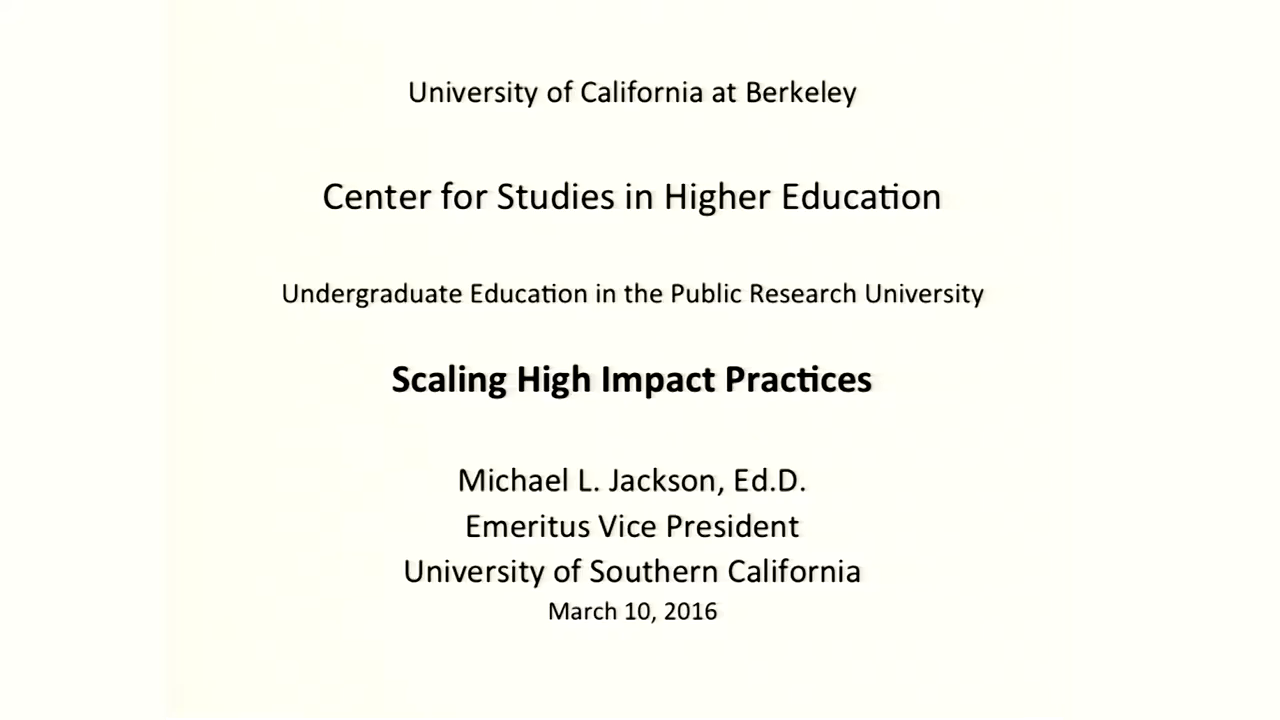 University of California at Berkeley
Center for Studies in Higher Education
Undergraduate Education in the Public Research University
Scaling High Impact Practices
Michael L. Jackson, Ed.D.
Emeritus Vice President
University of Southern California
March 10, 2016